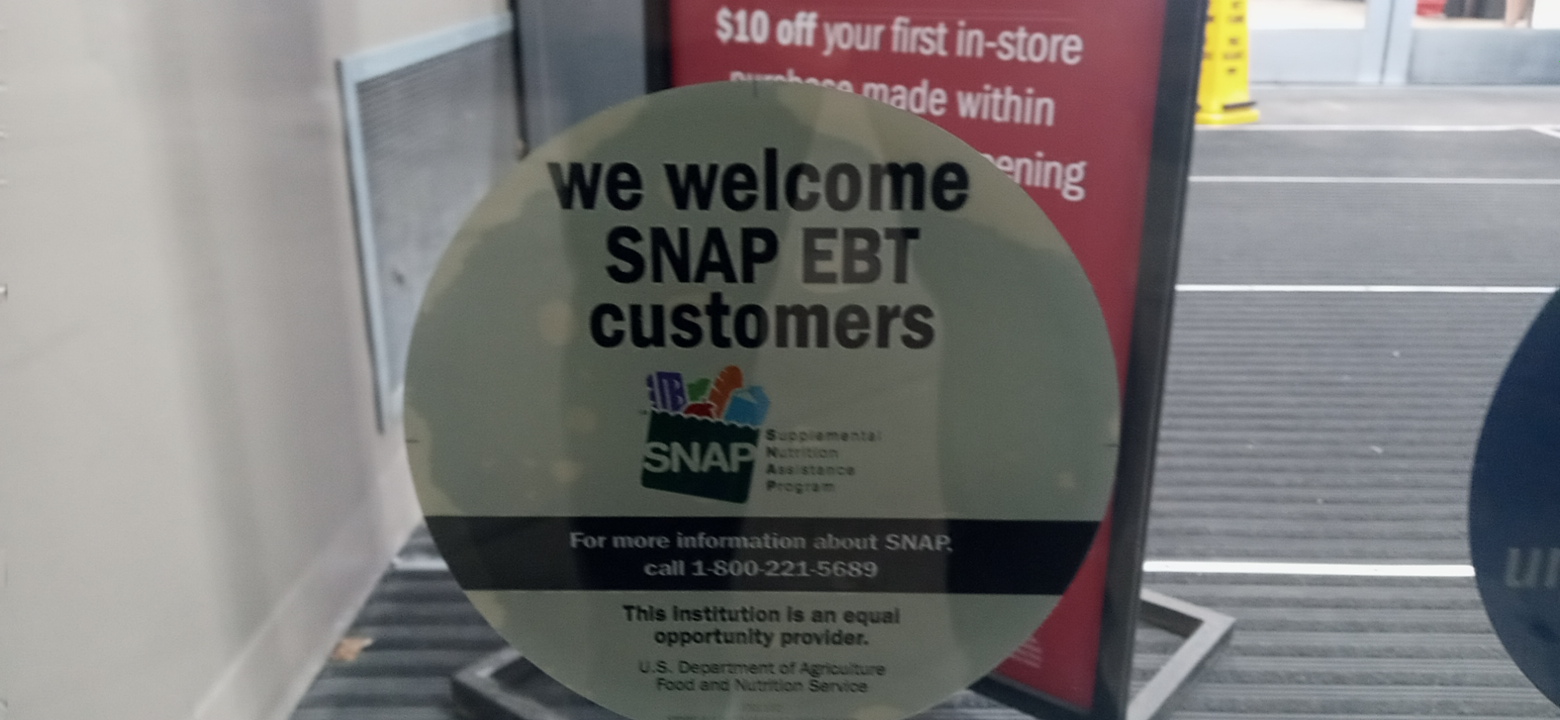 $10 off your first in-store
purchase made within
ening
we welcome
SNAP EBT
customers
SNAP
Supplemental
Nutrition
Assistance
Program
For more information about SNAP,
call 1-800-221-5689
This institution is an equal
opportunity provider.
U.S. Department of Agriculture
Food and Nutrition Service